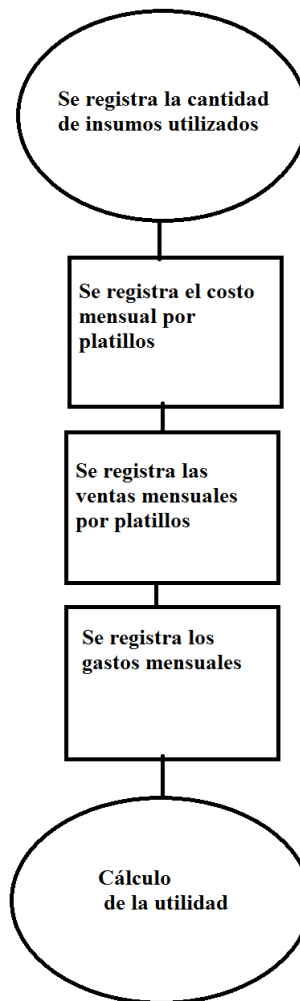 Se registra la cantidad
de insumos utilizados
Se registra el costo
mensual por
platillos
Se registra las
ventas mensuales
por platillos
Se registra los
gastos mensuales
Cálculo
de la utilidad